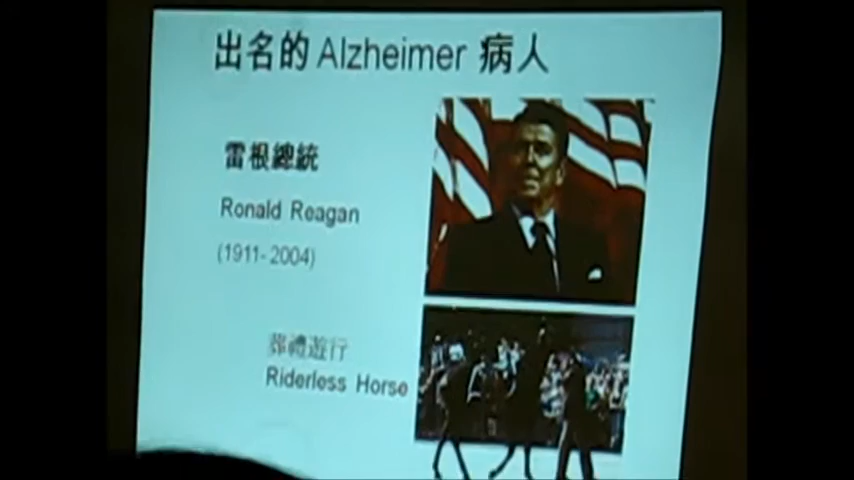 出名的 Alzheimer 病人
雷根總統
Ronald Reagan
(1911-2004)
葬禮遊行
Riderless Horse